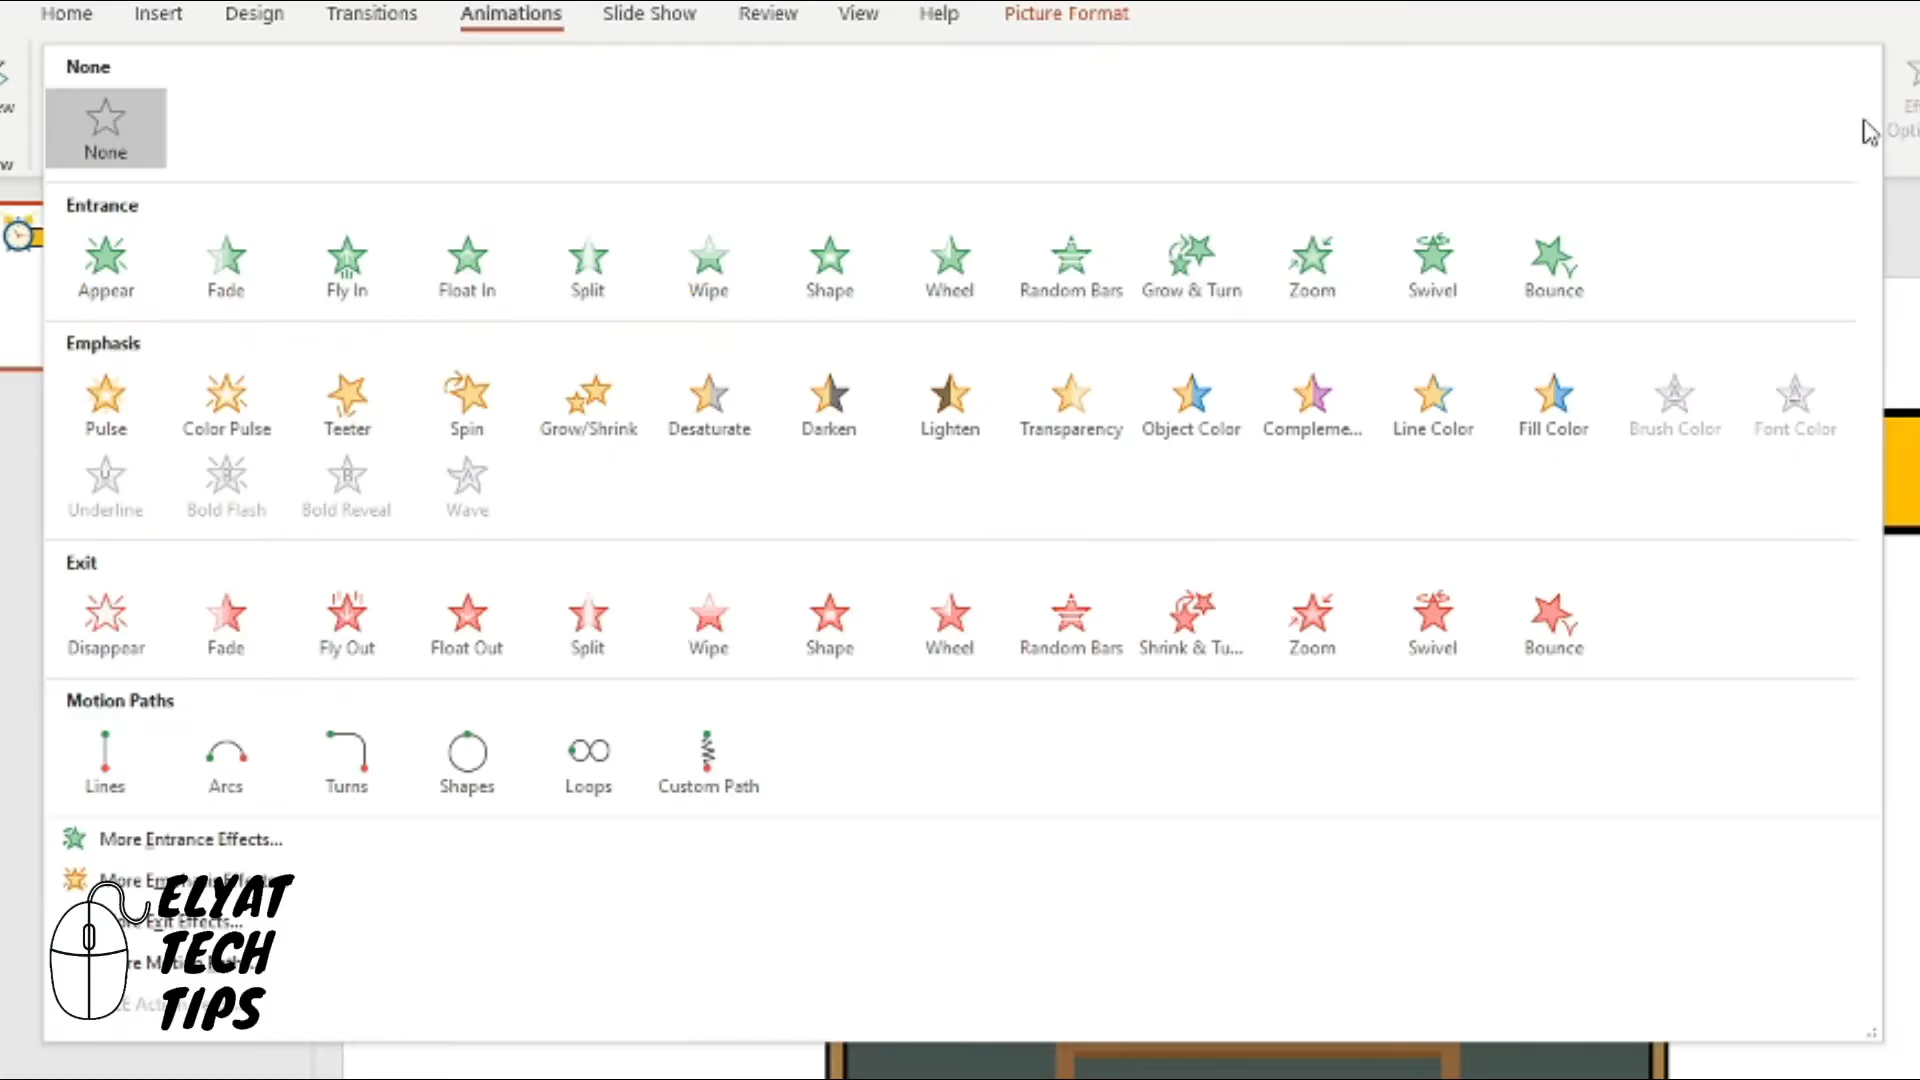 Home Insert Design Transitions Animations Slide Show Review View Help Picture Format
None
None
Entrance
Appear Fade Fly In Float In Split Wipe Shape Wheel Random Bars Grow & Turn Zoom Swivel Bounce
Emphasis
Pulse Color Pulse Teeter Spin Grow/Shrink Desaturate Darken Lighten Transparency Object Color Compleme... Line Color Fill Color Brush Color Font Color
Underline Bold Flash Bold Reveal Wave
Exit
Disappear Fade Fly Out Float Out Split Wipe Shape Wheel Random Bars Shrink & Tu... Zoom Swivel Bounce
Motion Paths
Lines Arcs Turns Shapes Loops Custom Path
More Entrance Effects...
More
Exit Effects...
ELYAT
TECH
TIPS